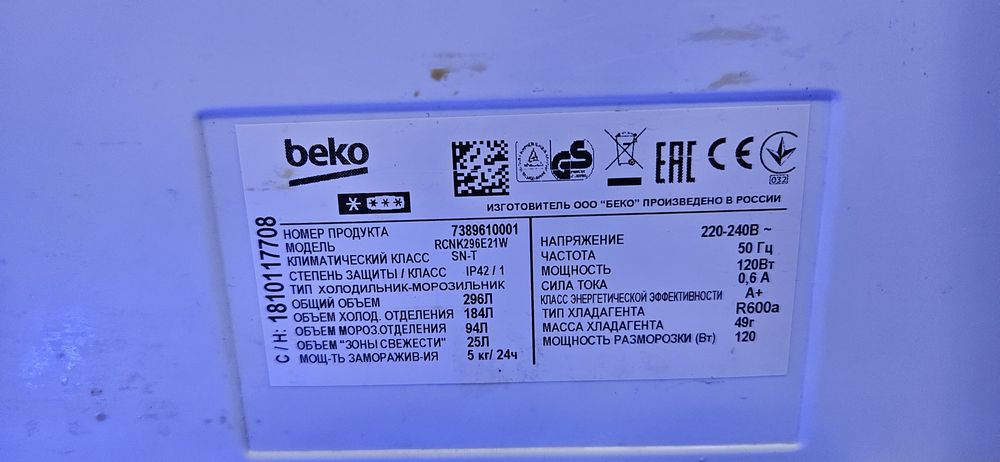 beko
EAC CE
032
* ***
ИЗГОТОВИТЕЛЬ ООО "БЕКО" ПРОИЗВЕДЕНО В РОССИИ
С / Н: 1810117708
НОМЕР ПРОДУКТА 7389610001
МОДЕЛЬ RCNK296E21W
КЛИМАТИЧЕСКИЙ КЛАСС SN-T
СТЕПЕНЬ ЗАЩИТЫ / КЛАСС IP42 / 1
ТИП ХОЛОДИЛЬНИК-МОРОЗИЛЬНИК
ОБЩИЙ ОБЪЕМ 296Л
ОБЪЕМ ХОЛОД. ОТДЕЛЕНИЯ 184Л
ОБЪЕМ МОРОЗ.ОТДЕЛЕНИЯ 94Л
ОБЪЕМ "ЗОНЫ СВЕЖЕСТИ" 25Л
МОЩ-ТЬ ЗАМОРАЖИВ-ИЯ 5 кг/ 24ч
НАПРЯЖЕНИЕ 220-240В ~
ЧАСТОТА 50 Гц
МОЩНОСТЬ 120Вт
СИЛА ТОКА 0,6 А
КЛАСС ЭНЕРГЕТИЧЕСКОЙ ЭФФЕКТИВНОСТИ A+
ТИП ХЛАДАГЕНТА R600a
МАССА ХЛАДАГЕНТА 49г
МОЩНОСТЬ РАЗМОРОЗКИ (Вт) 120